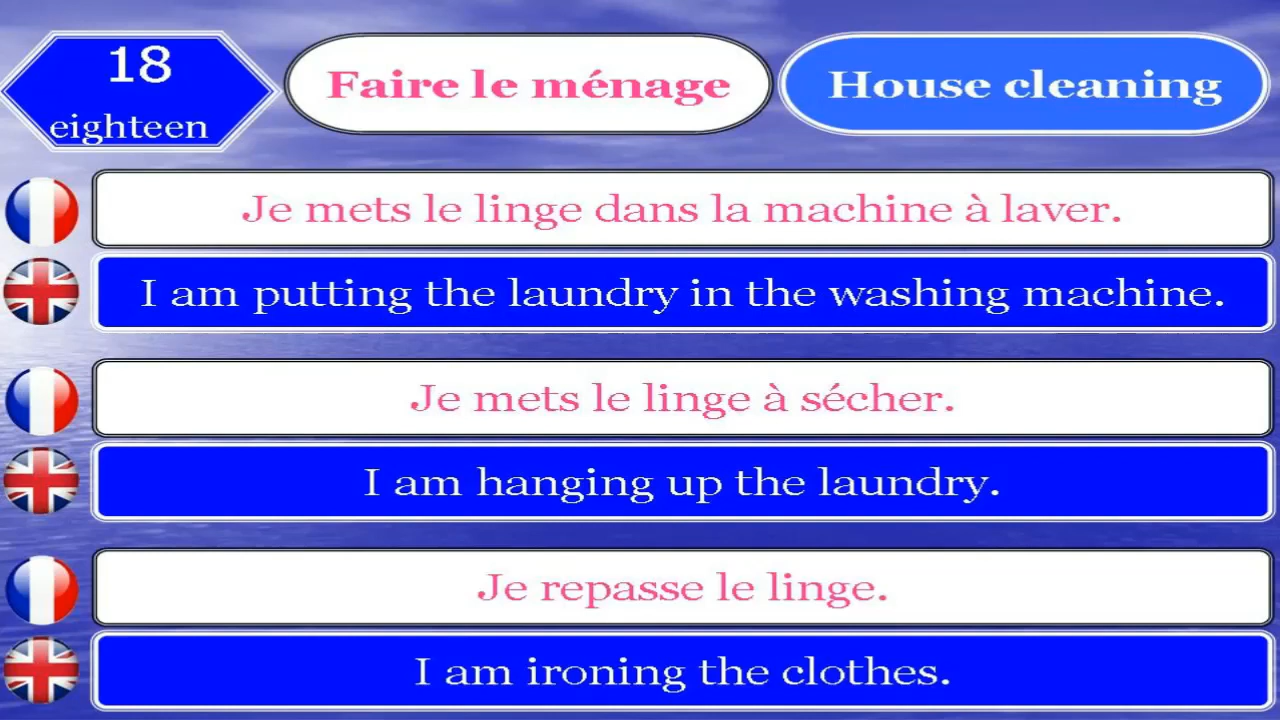 18
eighteen
Faire le ménage
House cleaning
Je mets le linge dans la machine à laver.
I am putting the laundry in the washing machine.
Je mets le linge à sécher.
I am hanging up the laundry.
Je repasse le linge.
I am ironing the clothes.